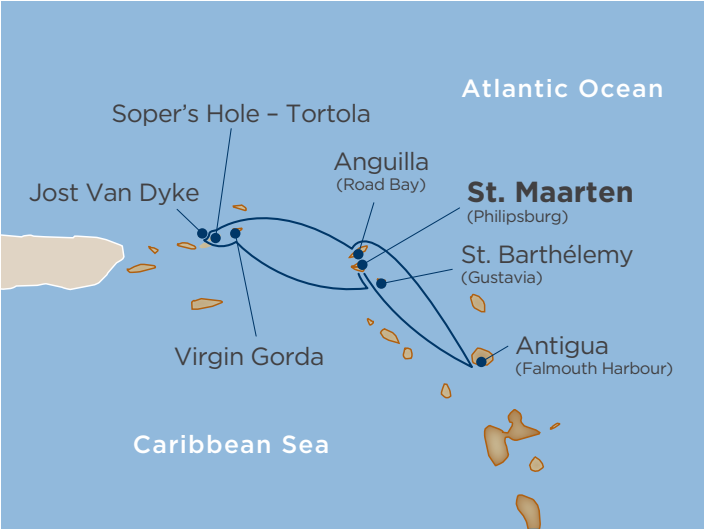 Atlantic Ocean
Soper's Hole – Tortola
Anguilla
(Road Bay)
Jost Van Dyke
St. Maarten
(Philipsburg)
St. Barthélemy
(Gustavia)
Virgin Gorda
Antigua
(Falmouth Harbour)
Caribbean Sea